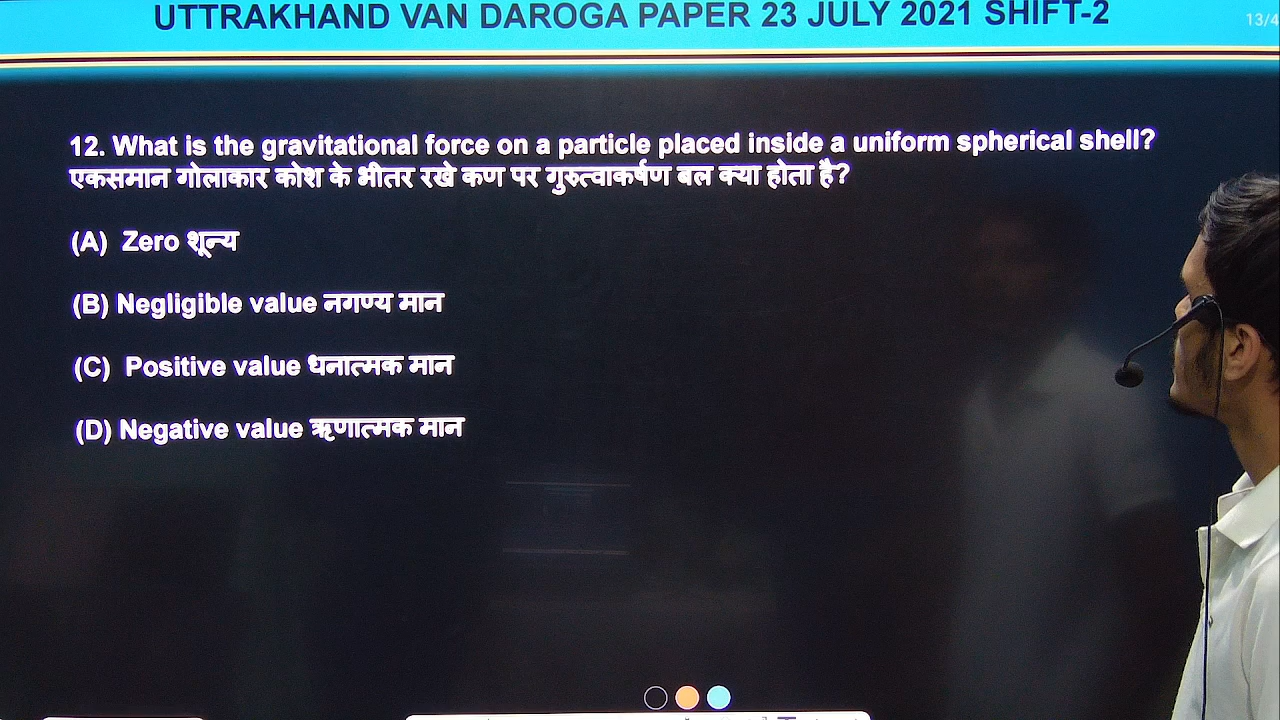 UTTRAKHAND VAN DAROGA PAPER 23 JULY 2021 SHIFT-2
13/4
12. What is the gravitational force on a particle placed inside a uniform spherical shell?
एकसमान गोलाकार कोश के भीतर रखे कण पर गुरुत्वाकर्षण बल क्या होता है?
(A) Zero शून्य
(B) Negligible value नगण्य मान
(C) Positive value धनात्मक मान
(D) Negative value ऋणात्मक मान